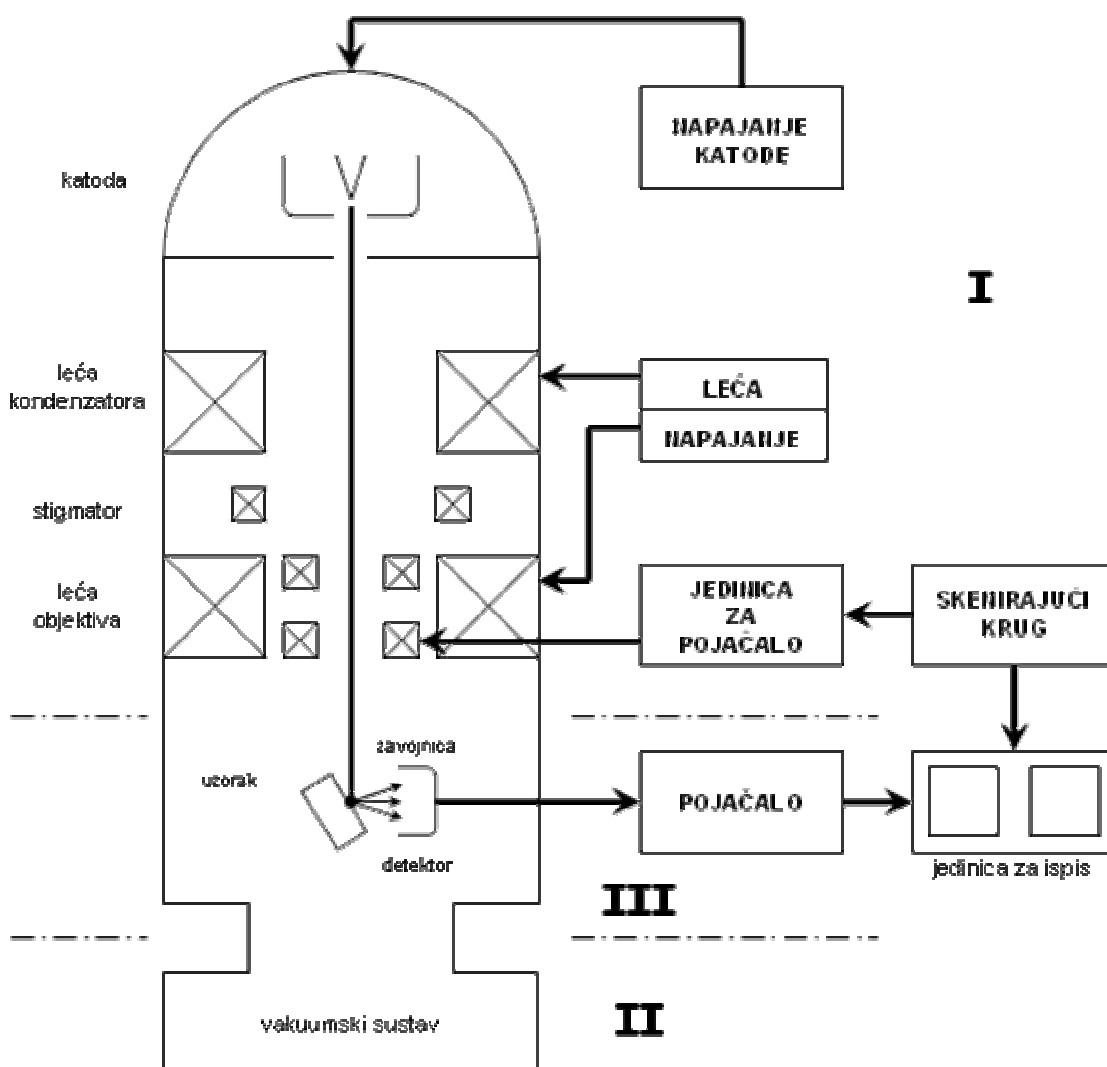 NAPAJANJE
KATODE
katoda
I
leća
kondenzatora
LEĆA
NAPAJANJE
stigmator
leća
objektiva
JEDINICA
ZA
POJAČALO
SKENIRAJUĆI
KRUG
zavojnica
uzorak
POJAČALO
detektor
jedinica za ispis
III
vakuumski sustav
II